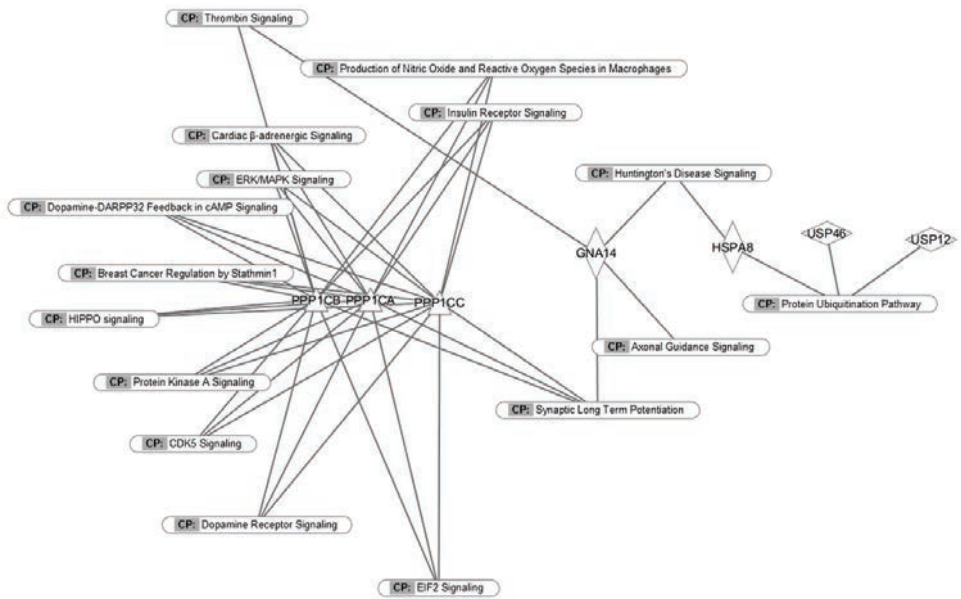 CP: Thrombin Signaling
CP: Production of Nitric Oxide and Reactive Oxygen Species in Macrophages
CP: Insulin Receptor Signaling
CP: Cardiac β-adrenergic Signaling
CP: ERK/MAPK Signaling
CP: Huntington's Disease Signaling
CP: Dopamine-DARPP32 Feedback in cAMP Signaling
USP46
USP12
HSPA8
GNA14
CP: Breast Cancer Regulation by Stathmin1
PPP1CB
PPP1CA
PPP1CC
CP: Protein Ubiquitination Pathway
CP: HIPPO signaling
CP: Axonal Guidance Signaling
CP: Protein Kinase A Signaling
CP: Synaptic Long Term Potentiation
CP: CDK5 Signaling
CP: Dopamine Receptor Signaling
CP: EIF2 Signaling